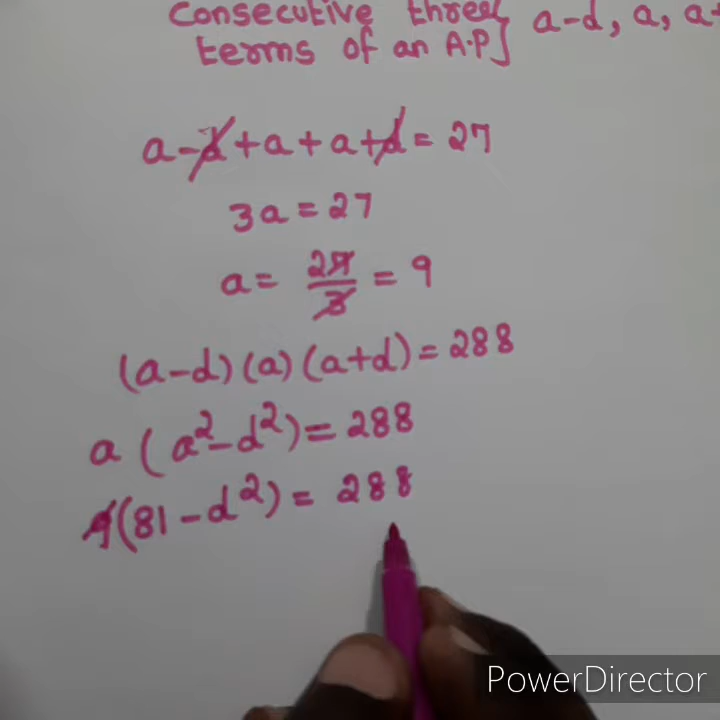 Consecutive three] a-d, a, a+
terms of an A.P]
a-d+a+a+d=27
3a=27
a= 27/3 = 9
(a-d)(a)(a+d)=288
a(a²-d²)=288
9(81-d²)=288
PowerDirector